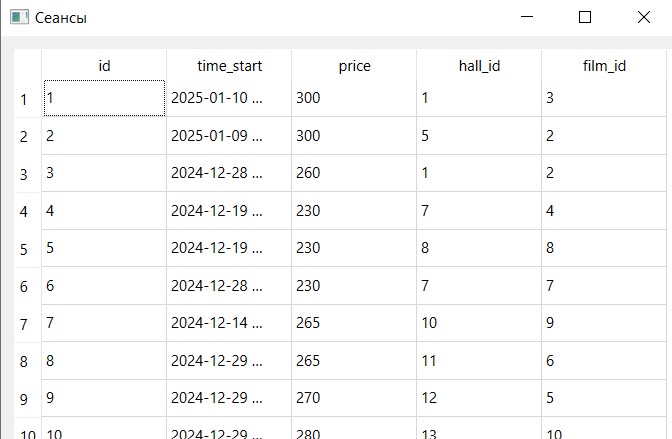 Сеансы
id time_start price hall_id film_id
1 1 2025-01-10 ... 300 1 3
2 2 2025-01-09 ... 300 5 2
3 3 2024-12-28 ... 260 1 2
4 4 2024-12-19 ... 230 7 4
5 5 2024-12-19 ... 230 8 8
6 6 2024-12-28 ... 230 7 7
7 7 2024-12-14 ... 265 10 9
8 8 2024-12-29 ... 265 11 6
9 9 2024-12-29 ... 270 12 5
10 10 2024-12-29 ... 280 13 10